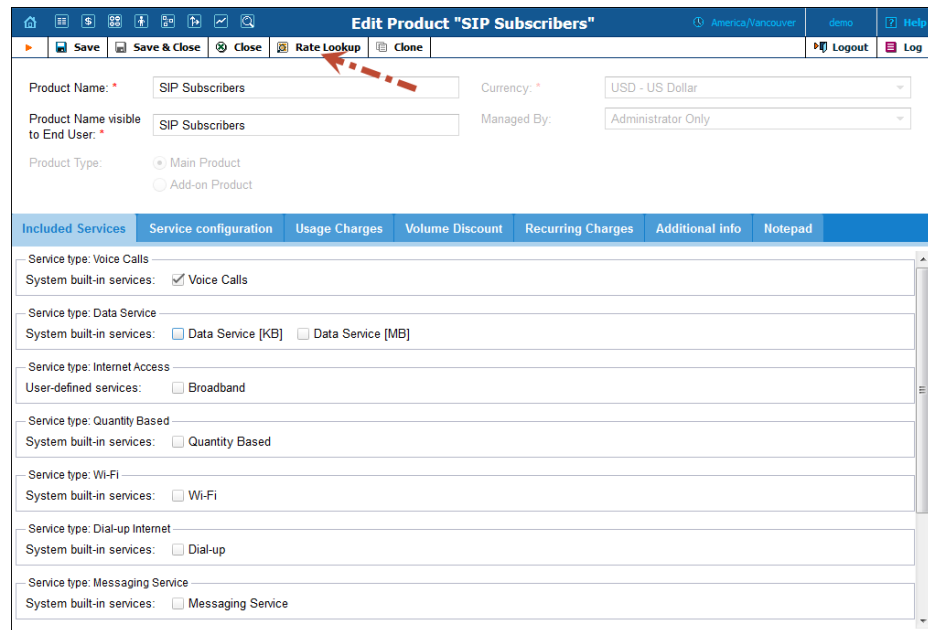 Edit Product "SIP Subscribers" America/Vancouver demo ? Help
Save Save & Close Close Rate Lookup Clone Logout Log
Product Name: * SIP Subscribers Currency: * USD - US Dollar
Product Name visible
to End User: * SIP Subscribers Managed By: Administrator Only
Product Type: Main Product
Add-on Product
Included Services Service configuration Usage Charges Volume Discount Recurring Charges Additional info Notepad
Service type: Voice Calls
System built-in services: Voice Calls
Service type: Data Service
System built-in services: Data Service [KB] Data Service [MB]
Service type: Internet Access
User-defined services: Broadband
Service type: Quantity Based
System built-in services: Quantity Based
Service type: Wi-Fi
System built-in services: Wi-Fi
Service type: Dial-up Internet
System built-in services: Dial-up
Service type: Messaging Service
System built-in services: Messaging Service